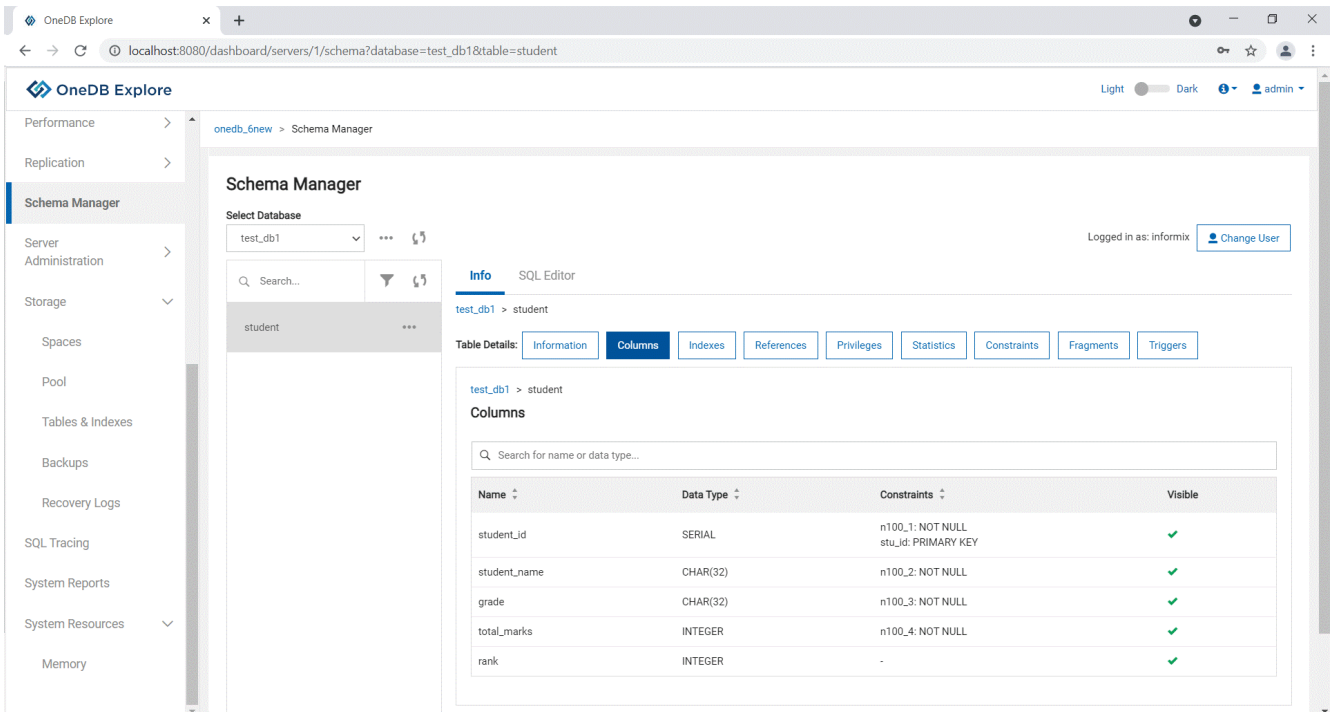 OneDB Explore
localhost:8080/dashboard/servers/1/schema?database=test_db1&table=student
OneDB Explore
Light Dark admin
Performance
Replication
Schema Manager
Server
Administration
Storage
Spaces
Pool
Tables & Indexes
Backups
Recovery Logs
SQL Tracing
System Reports
System Resources
Memory
onedb_6new > Schema Manager
Schema Manager
Select Database
test_db1
Logged in as: informix Change User
Search...
student
Info SQL Editor
test_db1 > student
Table Details: Information Columns Indexes References Privileges Statistics Constraints Fragments Triggers
test_db1 > student
Columns
Search for name or data type...
Name Data Type Constraints Visible
student_id SERIAL n100_1: NOT NULL
stu_id: PRIMARY KEY
student_name CHAR(32) n100_2: NOT NULL
grade CHAR(32) n100_3: NOT NULL
total_marks INTEGER n100_4: NOT NULL
rank INTEGER -